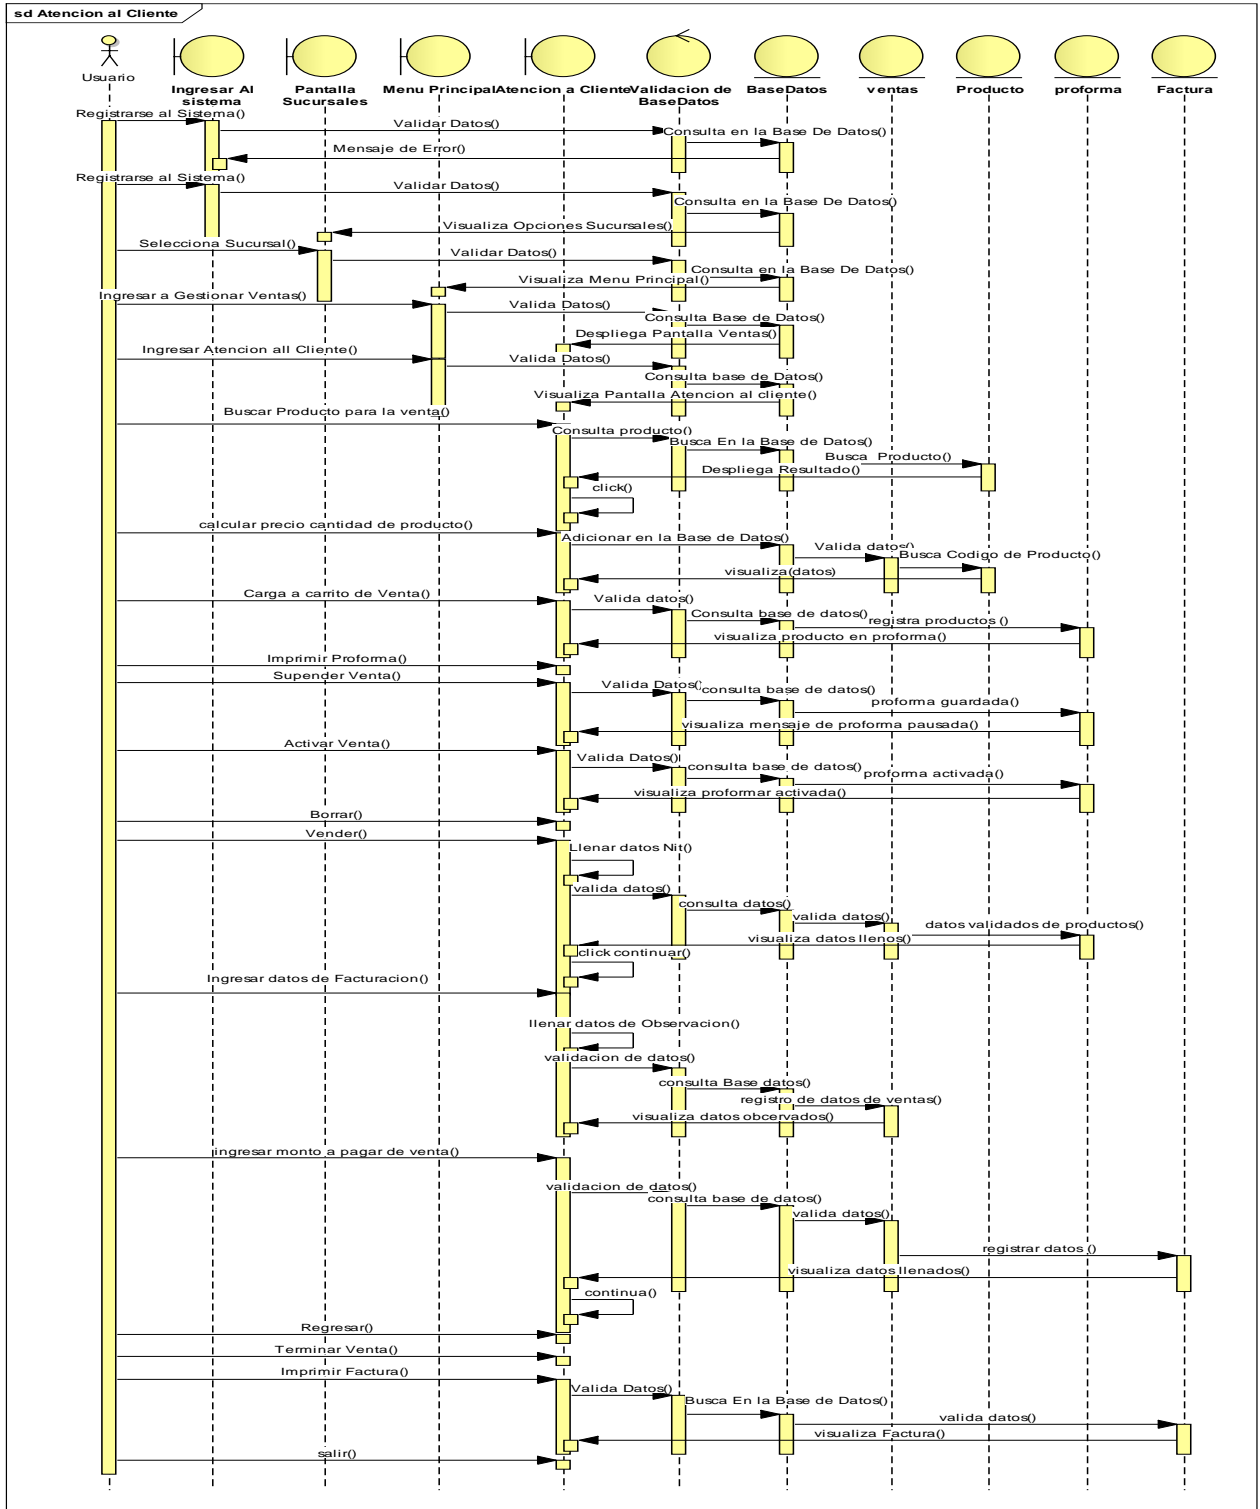 sd Atencion al Cliente
Usuario
Ingresar Al sistema
Pantalla Sucursales
Menu Principal
Atencion a Cliente
Validacion de BaseDatos
BaseDatos
ventas
Producto
proforma
Factura
Registrarse al Sistema()
Validar Datos()
Consulta en la Base De Datos()
Mensaje de Error()
Registrarse al Sistema()
Validar Datos()
Consulta en la Base De Datos()
Visualiza Opciones Sucursales()
Selecciona Sucursal()
Validar Datos()
Consulta en la Base De Datos()
Visualiza Menu Principal()
Ingresar a Gestionar Ventas()
Valida Datos()
Consulta Base de Datos()
Despliega Pantalla Ventas()
Ingresar Atencion all Cliente()
Valida Datos()
Consulta base de Datos()
Visualiza Pantalla Atencion al cliente()
Buscar Producto para la venta()
Consulta producto()
Busca En la Base de Datos()
Busca  Producto()
Despliega Resultado()
click()
calcular precio cantidad de producto()
Adicionar en la Base de Datos()
Valida datos()
Busca Codigo de Producto()
visualiza(datos)
Carga a carrito de Venta()
Valida datos()
Consulta base de datos()
registra productos ()
visualiza producto en proforma()
Imprimir Proforma()
Supender Venta()
Valida Datos()
consulta base de datos()
proforma guardada()
visualiza mensaje de proforma pausada()
Activar Venta()
Valida Datos()
consulta base de datos()
proforma activada()
visualiza proformar activada()
Borrar()
Vender()
Llenar datos Nit()
valida datos()
consulta datos()
valida datos()
datos validados de productos()
visualiza datos llenos()
click continuar()
Ingresar datos de Facturacion()
llenar datos de Observacion()
validacion de datos()
consulta Base datos()
registro de datos de ventas()
visualiza datos obcervados()
ingresar monto a pagar de venta()
validacion de datos()
consulta base de datos()
valida datos()
registrar datos ()
visualiza datos llenados()
continua()
Regresar()
Terminar Venta()
Imprimir Factura()
Valida Datos()
Busca En la Base de Datos()
valida datos()
visualiza Factura()
salir()